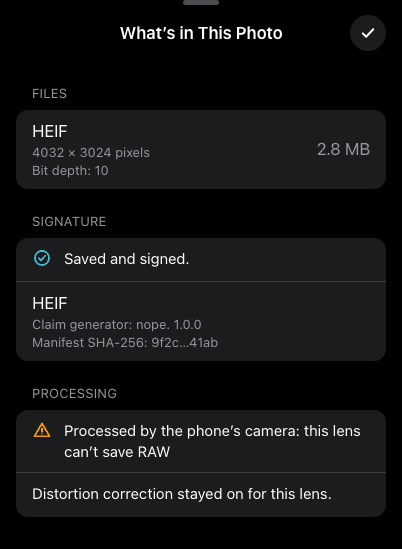 What's in This Photo
FILES
HEIF
4032 × 3024 pixels
Bit depth: 10
2.8 MB
SIGNATURE
Saved and signed.
HEIF
Claim generator: nope. 1.0.0
Manifest SHA-256: 9f2c...41ab
PROCESSING
Processed by the phone's camera: this lens
can't save RAW
Distortion correction stayed on for this lens.